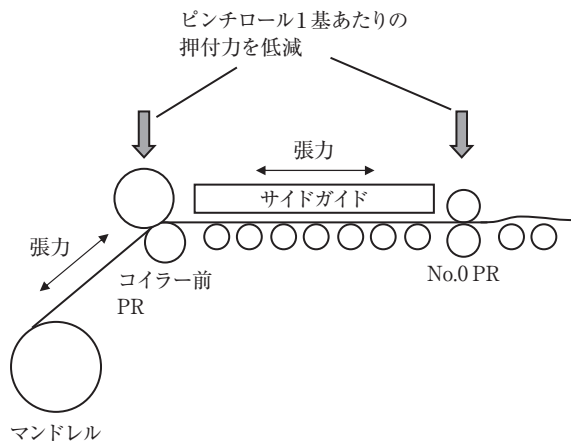 ピンチロール1基あたりの
押付力を低減
張力
サイドガイド
張力
コイラー前
PR
No.0 PR
マンドレル